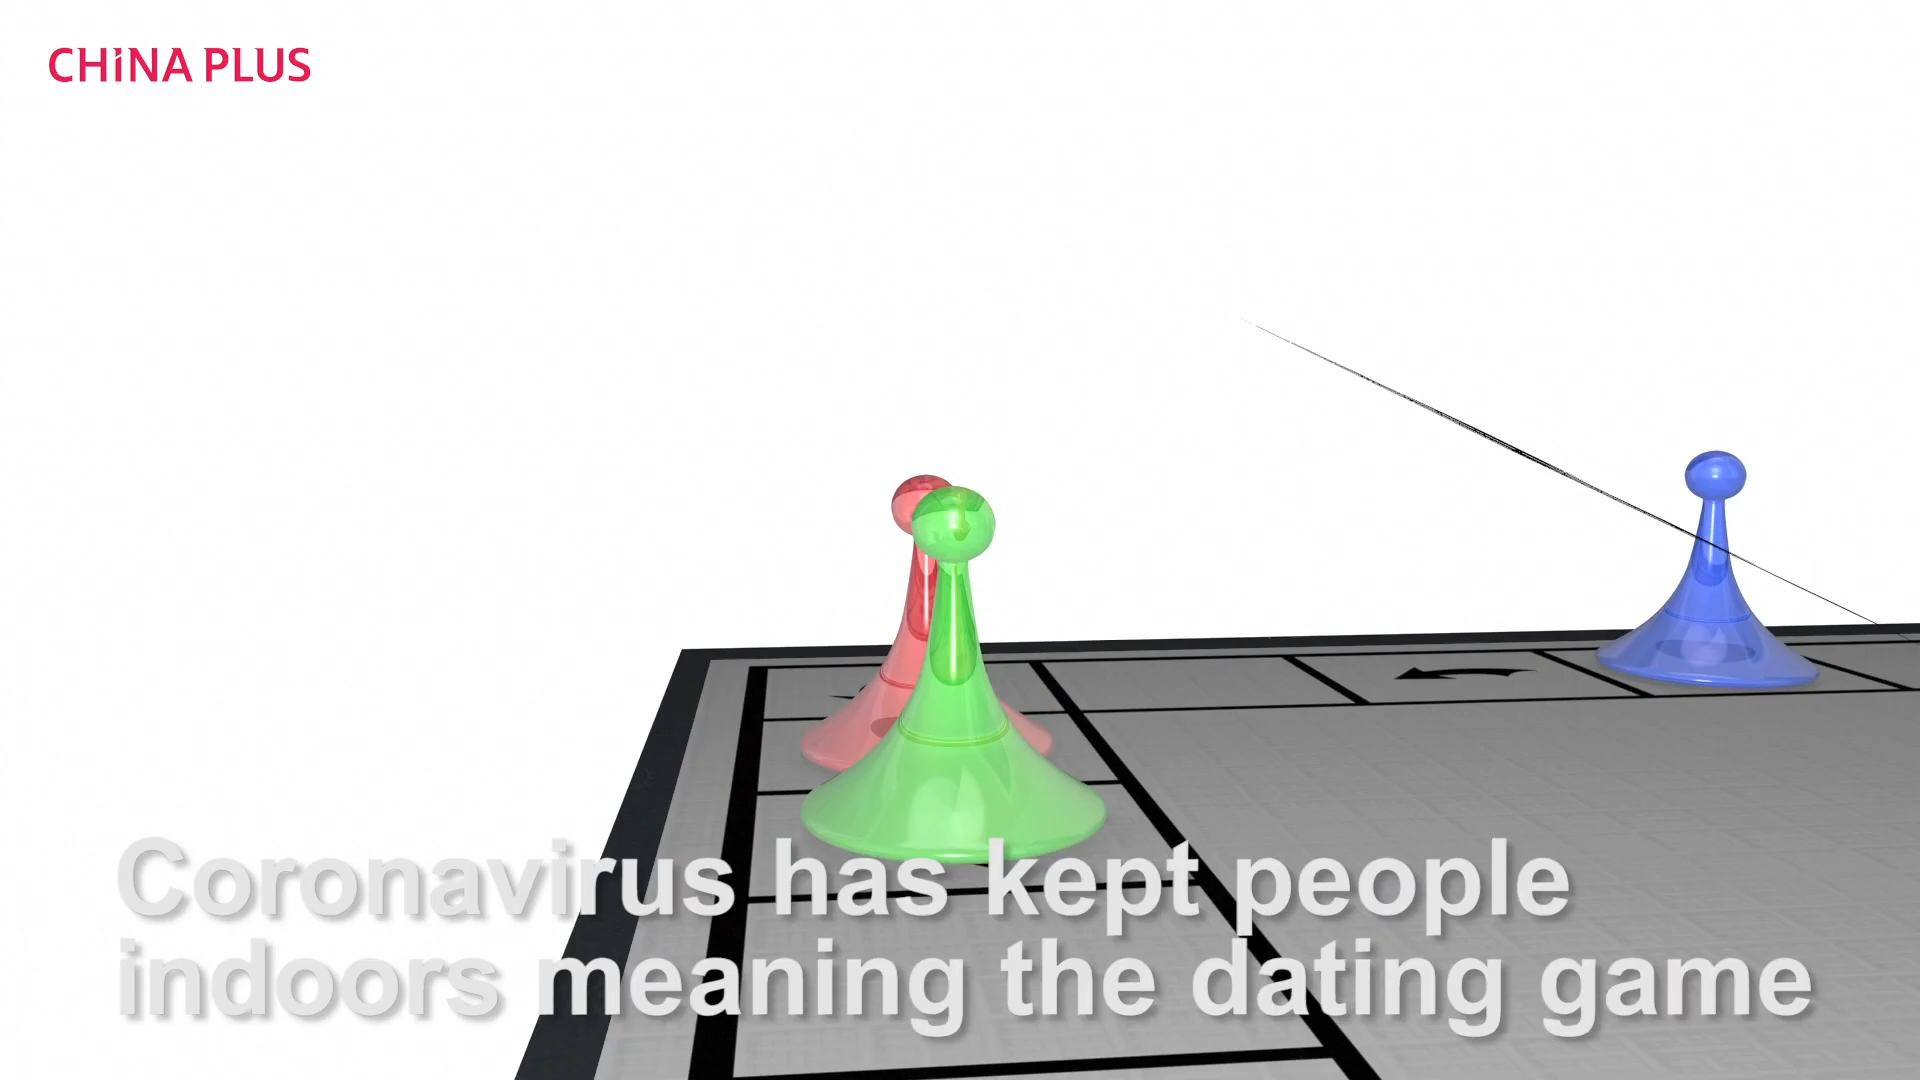 CHiNA PLUS
Coronavirus has kept people
indoors meaning the dating game